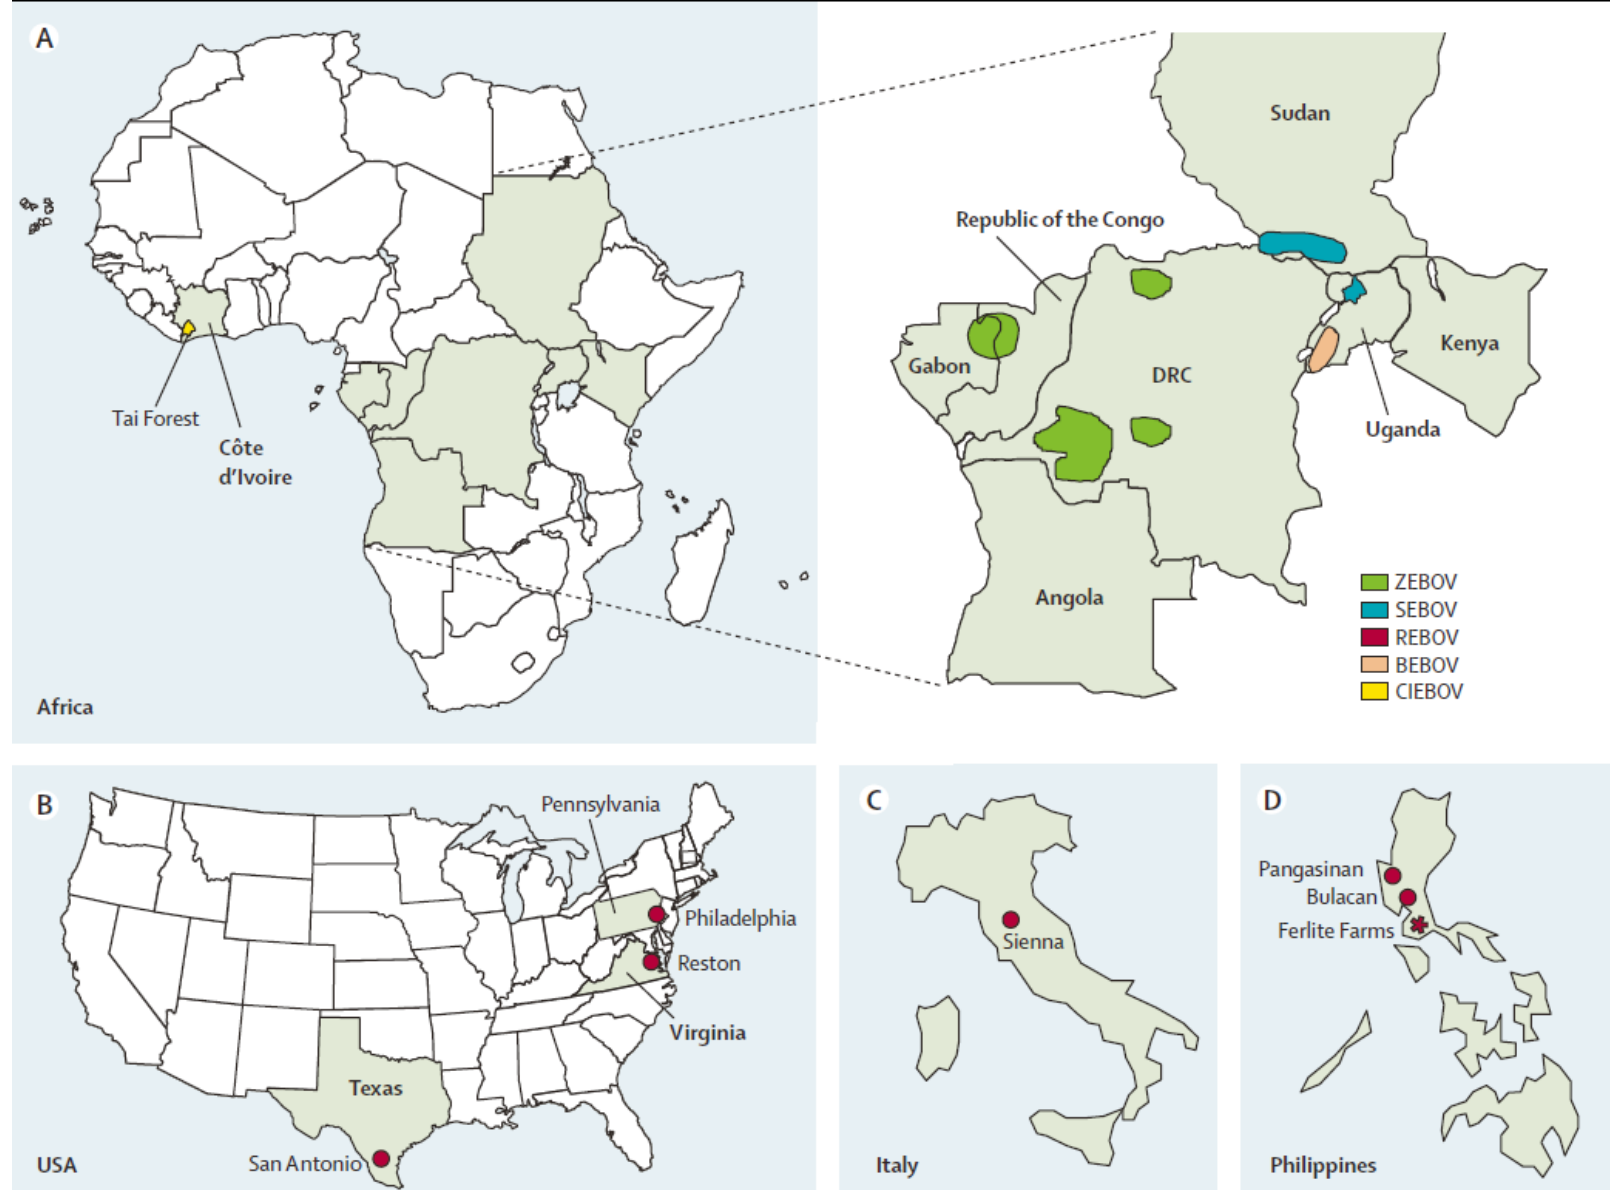 A
Sudan
Republic of the Congo
Gabon
DRC
Kenya
Uganda
Angola
Tai Forest
Côte
d'Ivoire
Africa
ZEBOV
SEBOV
REBOV
BEBOV
CIEBOV
B
Pennsylvania
Philadelphia
Reston
Virginia
Texas
San Antonio
USA
C
Sienna
Italy
D
Pangasinan
Bulacan
Ferlite Farms
Philippines